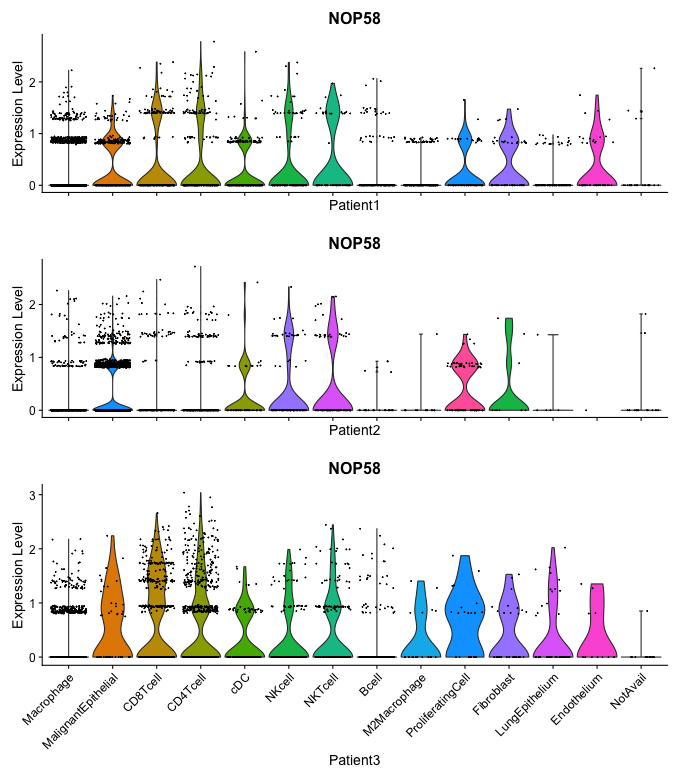 NOP58
Expression Level
2
1
0
Patient1
NOP58
Expression Level
2
1
0
Patient2
NOP58
Expression Level
3
2
1
0
Macrophage
MalignantEpithelial
CD8Tcell
CD4Tcell
cDC
NKcell
NKTcell
Bcell
M2Macrophage
ProliferatingCell
Fibroblast
LungEpithelium
Endothelium
NotAvail
Patient3